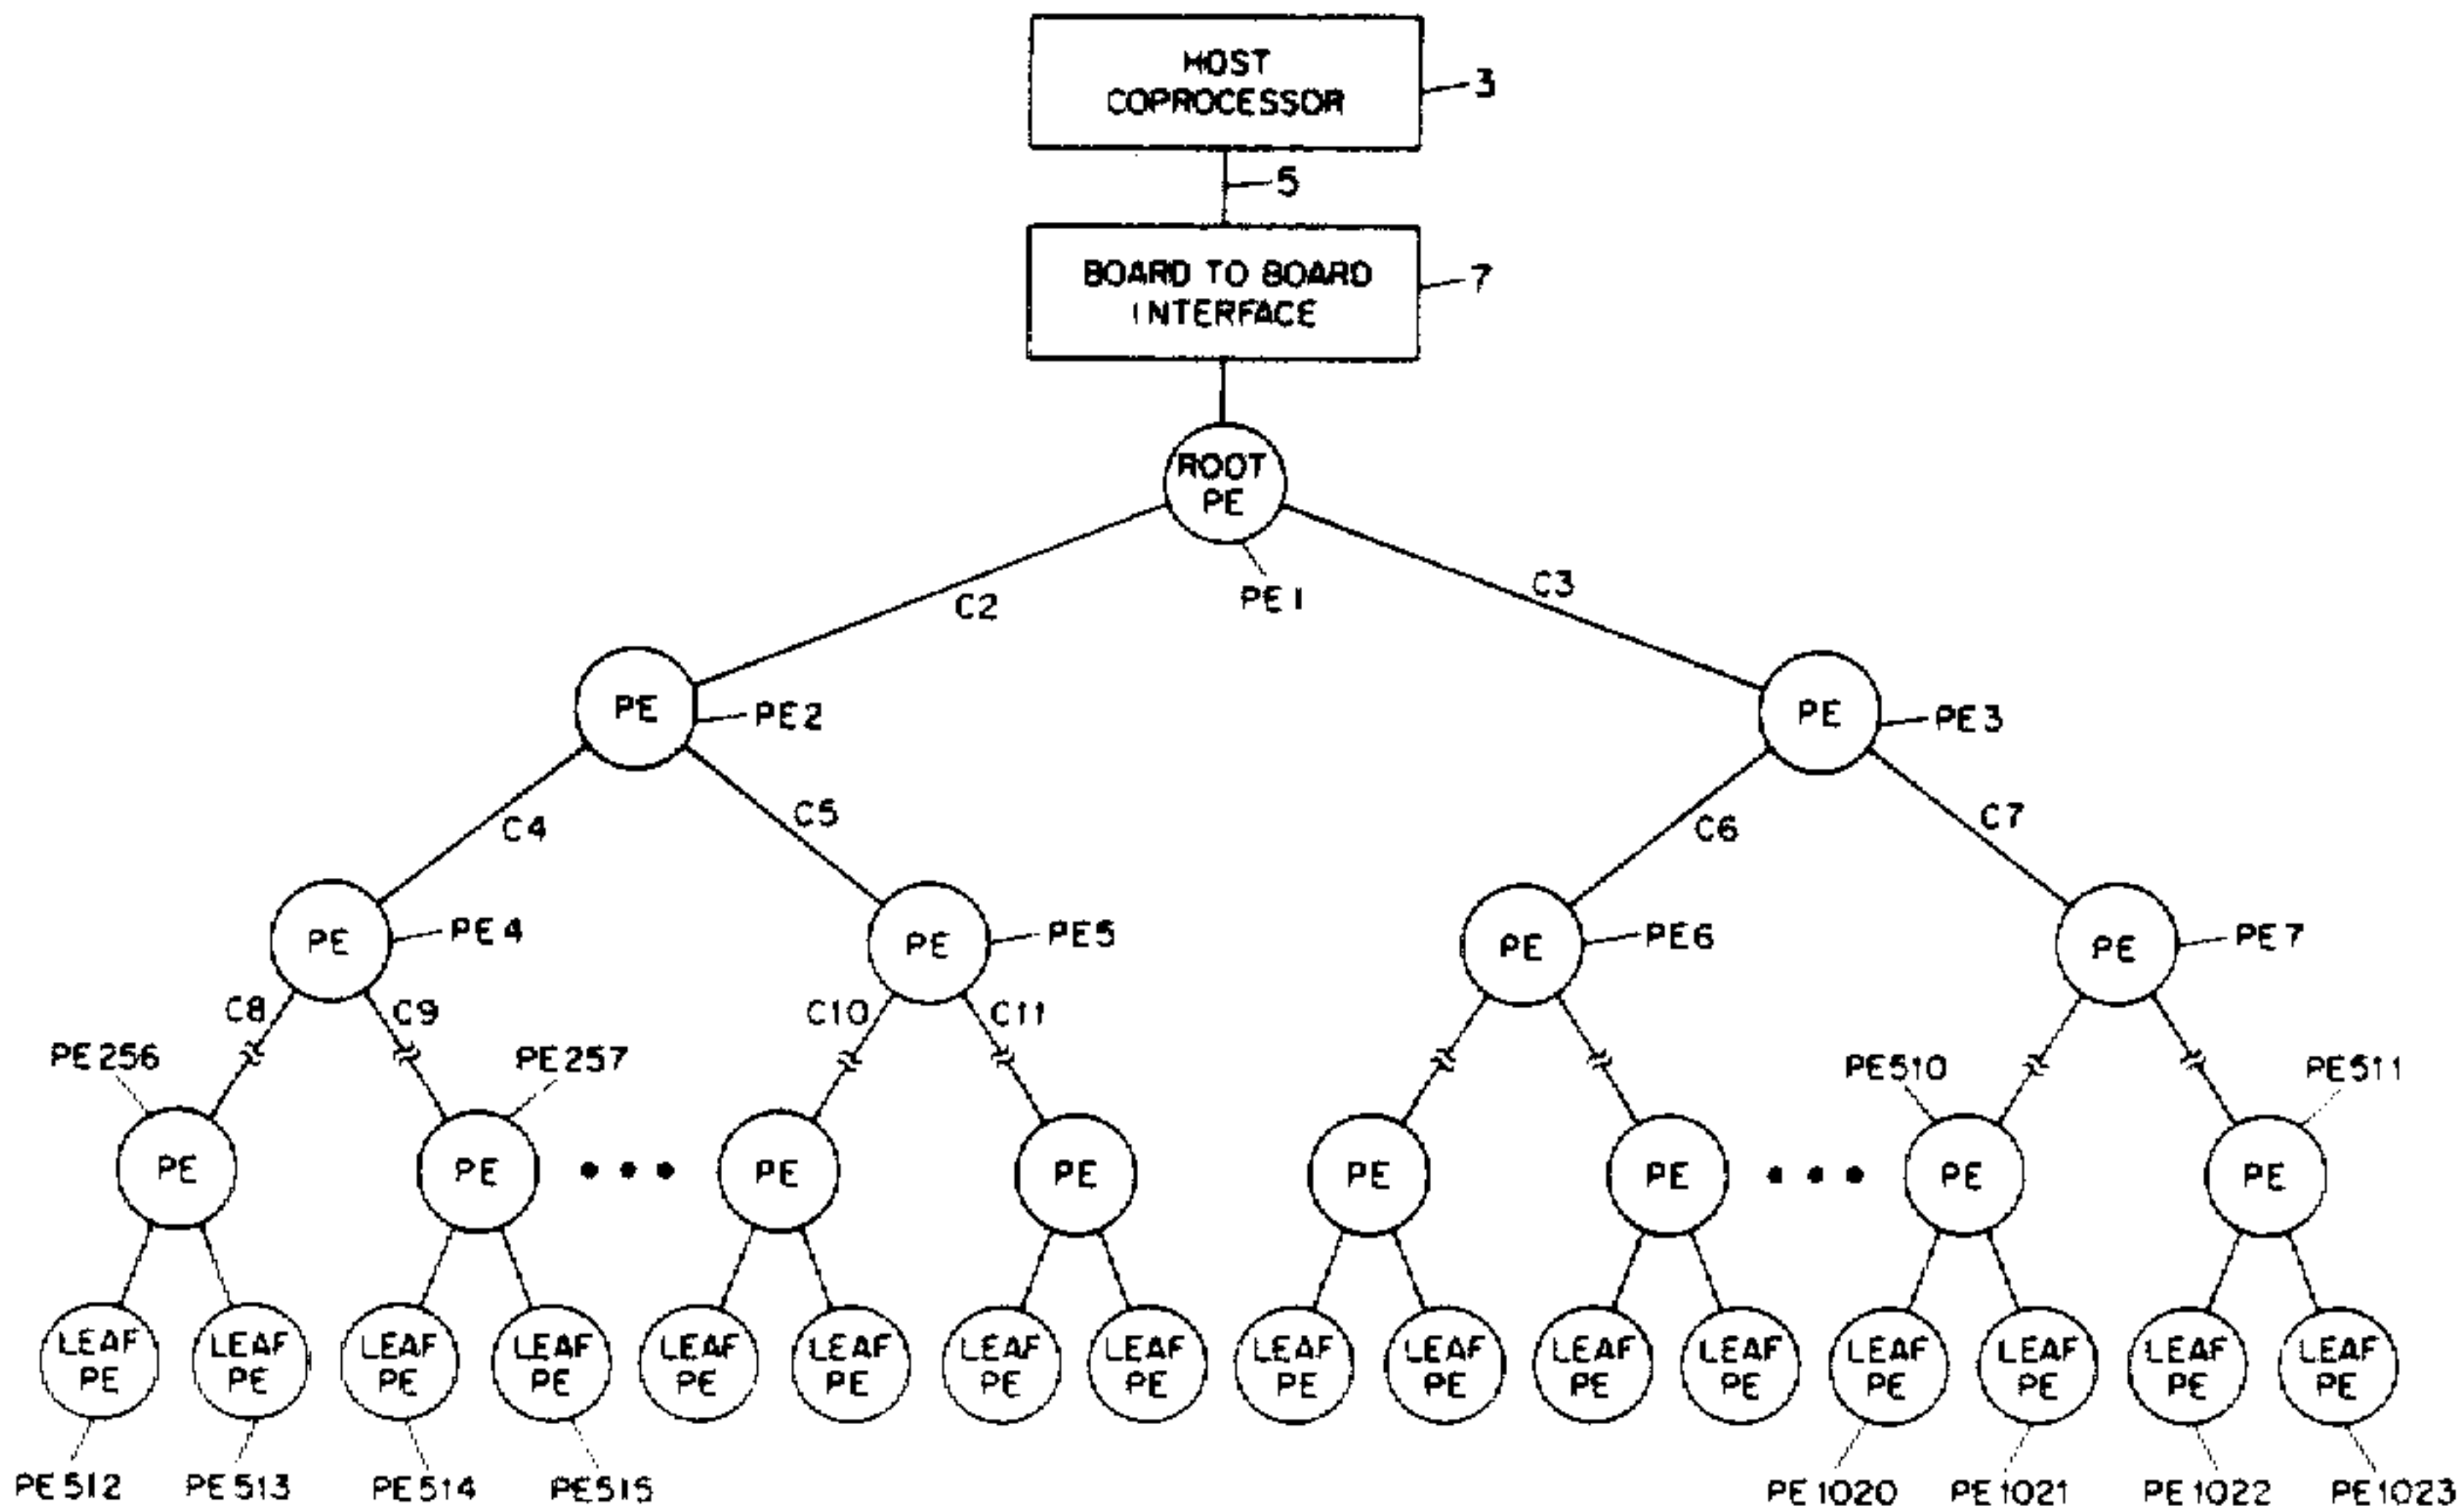 HOST
COPROCESSOR
3
5
BOARD TO BOARD
INTERFACE
7
ROOT
PE
PE1
C2
C3
PE
PE2
PE
PE3
C4
C5
C6
C7
PE
PE4
PE
PE5
PE
PE6
PE
PE7
C8
C9
C10
C11
PE256
PE257
PE510
PE511
PE
PE
PE
PE
PE
PE
PE
PE
LEAF
PE
LEAF
PE
LEAF
PE
LEAF
PE
LEAF
PE
LEAF
PE
LEAF
PE
LEAF
PE
LEAF
PE
LEAF
PE
LEAF
PE
LEAF
PE
LEAF
PE
LEAF
PE
LEAF
PE
LEAF
PE
PE512
PE513
PE514
PE515
PE1020
PE1021
PE1022
PE1023